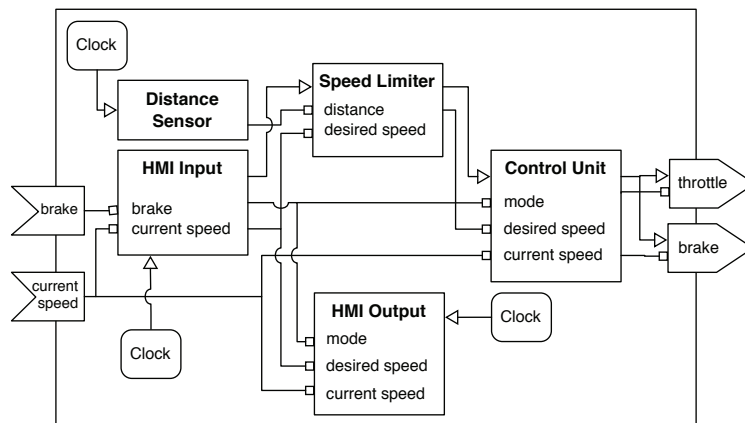 Clock
Speed Limiter
distance
desired speed
Distance
Sensor
HMI Input
brake
current speed
Control Unit
mode
desired speed
current speed
throttle
brake
brake
current
speed
HMI Output
mode
desired speed
current speed
Clock
Clock